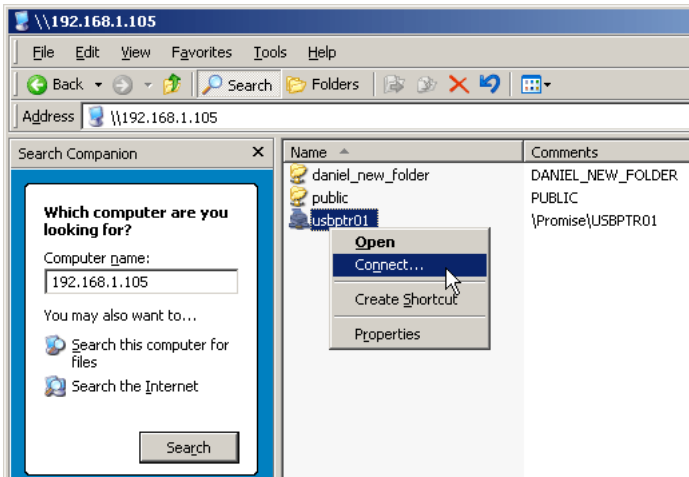 \\192.168.1.105
File Edit View Favorites Tools Help
Back Search Folders
Address \\192.168.1.105
Search Companion
Which computer are you
looking for?
Computer name:
192.168.1.105
You may also want to...
Search this computer for
files
Search the Internet
Search
Name Comments
daniel_new_folder DANIEL_NEW_FOLDER
public PUBLIC
usbptr01 \Promise\USBPTR01
Open
Connect...
Create Shortcut
Properties